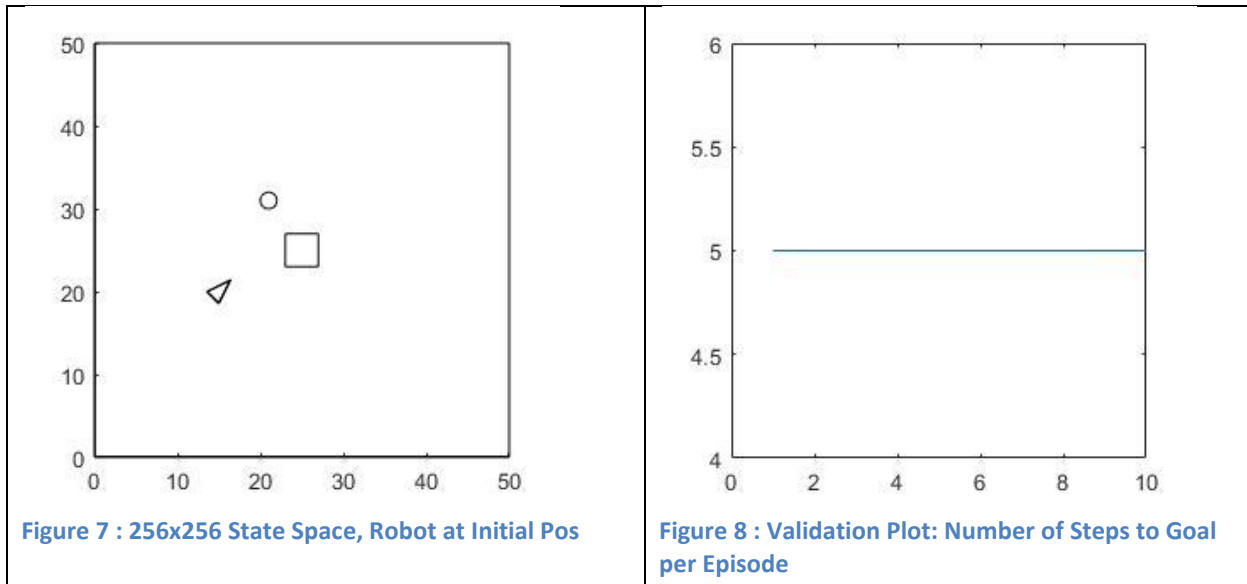 50
40
30
20
10
0
0 10 20 30 40 50
Figure 7 : 256x256 State Space, Robot at Initial Pos
6
5.5
5
4.5
4
0 2 4 6 8 10
Figure 8 : Validation Plot: Number of Steps to Goal
per Episode